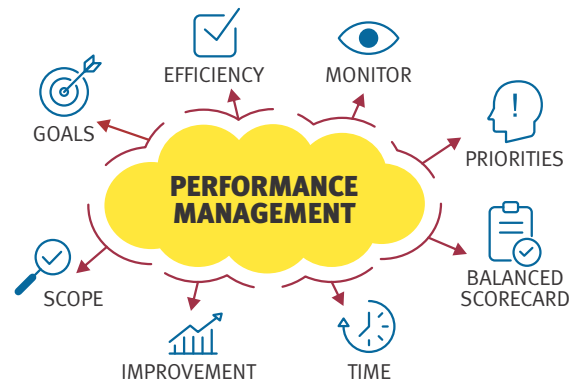 EFFICIENCY
MONITOR
GOALS
PRIORITIES
PERFORMANCE
MANAGEMENT
SCOPE
BALANCED
SCORECARD
IMPROVEMENT
TIME